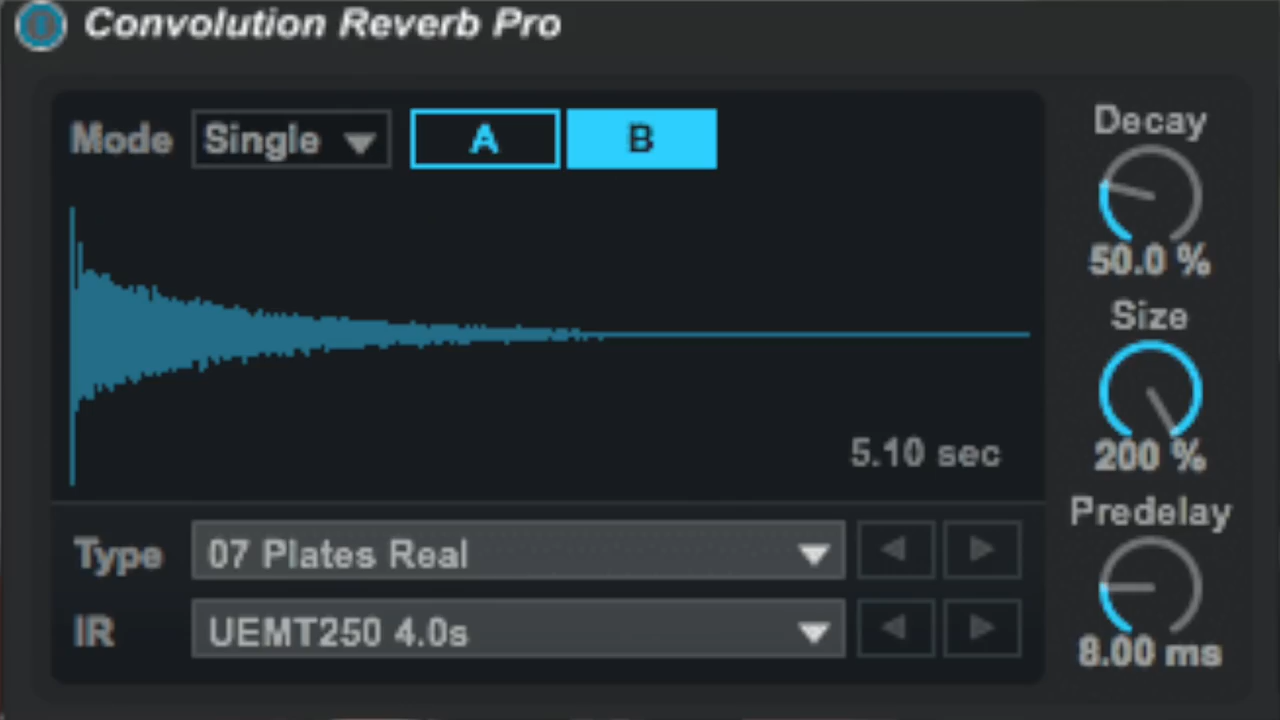 Convolution Reverb Pro
Mode Single A B
Decay
50.0 %
Size
200 %
5.10 sec
Predelay
8.00 ms
Type 07 Plates Real
IR UEMT250 4.0s